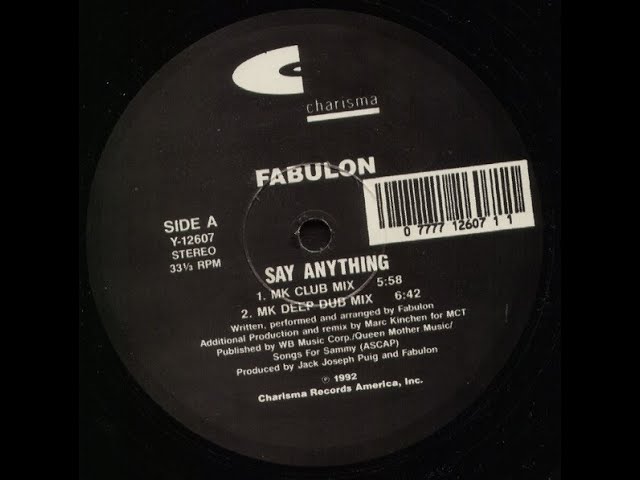 charisma
FABULON
SIDE A
Y-12607
STEREO
33⅓ RPM
0 7777 12607 1 1
SAY ANYTHING
1. MK CLUB MIX 5:58
2. MK DEEP DUB MIX 6:42
Written, performed and arranged by Fabulon
Additional Production and remix by Marc Kinchen for MCT
Published by WB Music Corp./Queen Mother Music/
Songs For Sammy (ASCAP)
Produced by Jack Joseph Puig and Fabulon
℗ 1992
Charisma Records America, Inc.